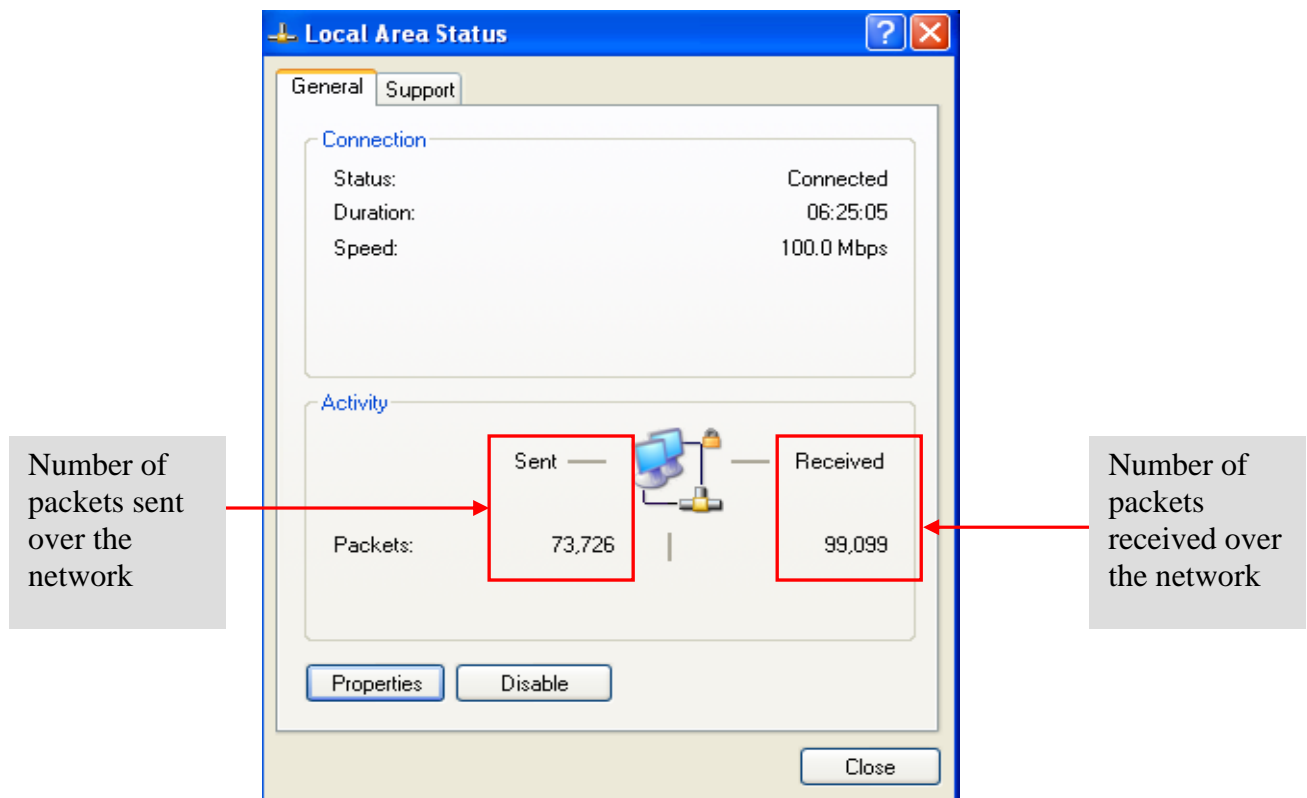 Local Area Status
General Support
Connection
Status: Connected
Duration: 06:25:05
Speed: 100.0 Mbps
Activity
Sent Received
Packets: 73,726 99,099
Properties Disable
Close
Number of
packets sent
over the
network
Number of
packets
received over
the network